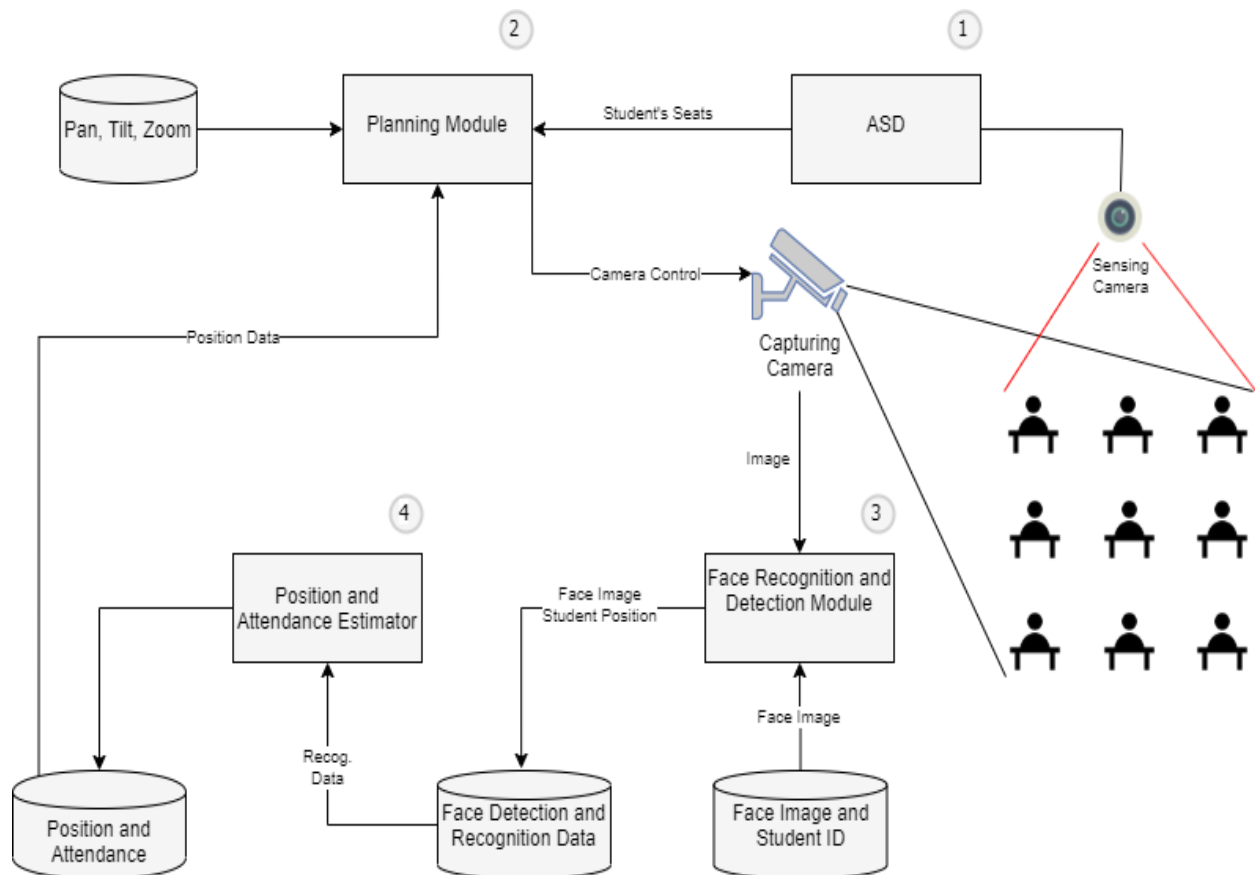 2
1
Pan, Tilt, Zoom
Planning Module
Student's Seats
ASD
Sensing
Camera
Camera Control
Position Data
Capturing
Camera
Image
4
3
Position and
Attendance Estimator
Face Image
Student Position
Face Recognition and
Detection Module
Face Image
Recog.
Data
Position and
Attendance
Face Detection and
Recognition Data
Face Image and
Student ID